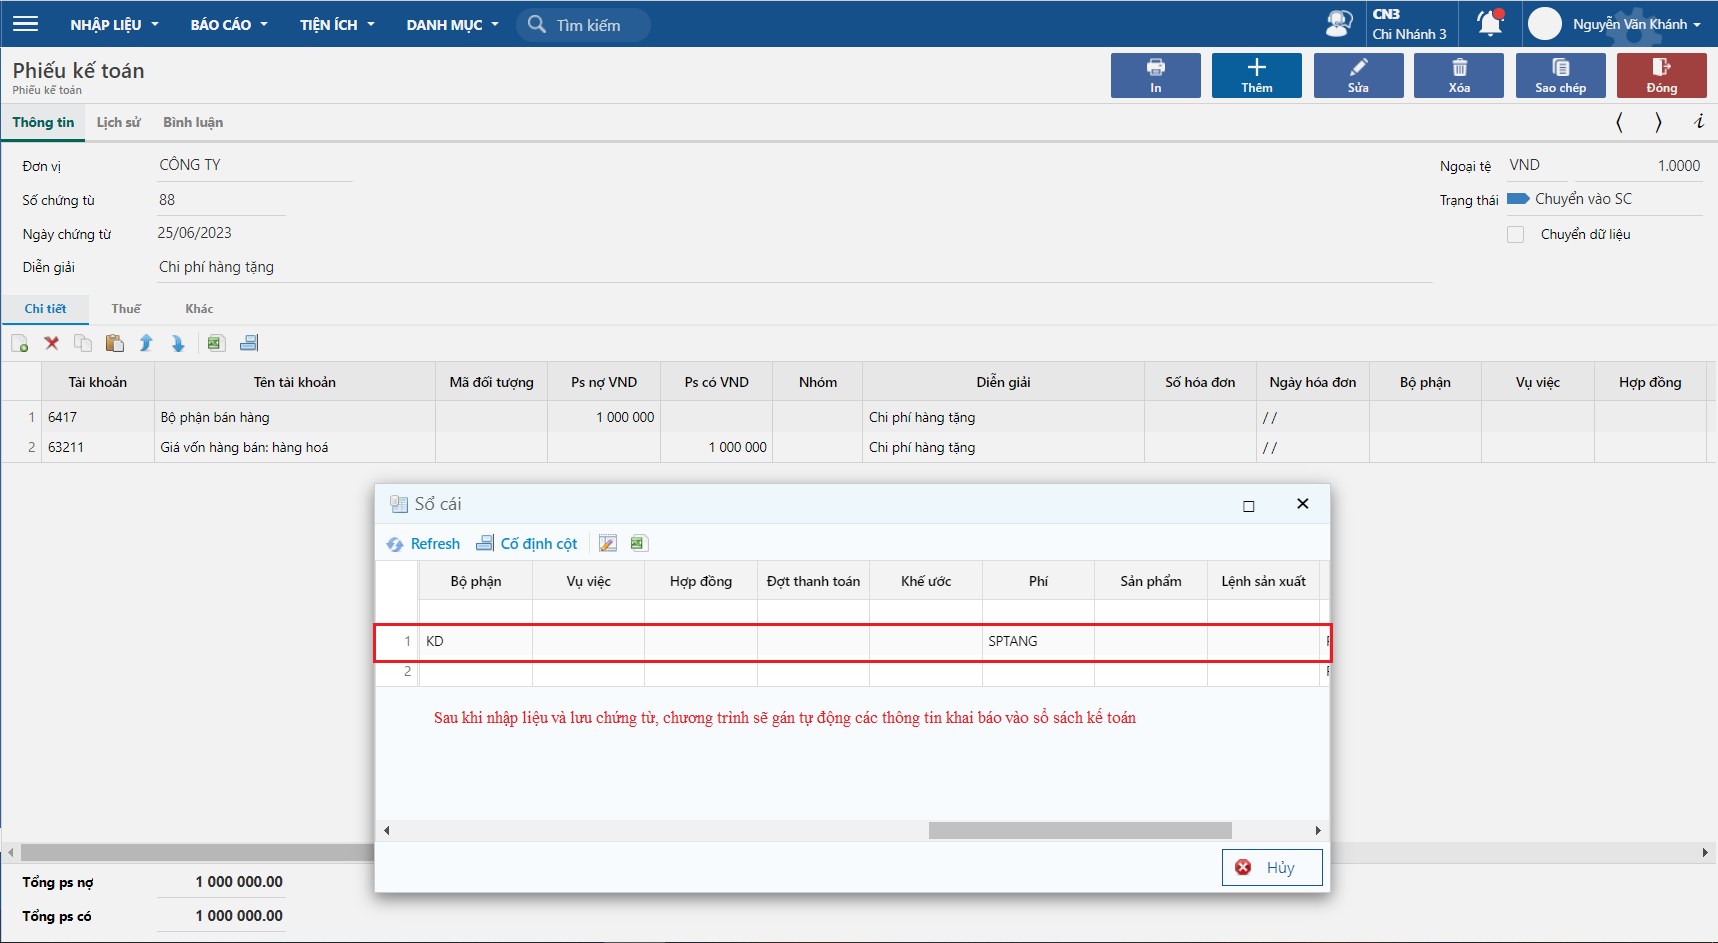 NHẬP LIỆU BÁO CÁO TIỆN ÍCH DANH MỤC Tìm kiếm CN3 Nguyễn Văn Khánh
Chi Nhánh 3
Phiếu kế toán
Phiếu kế toán
In Thêm Sửa Xóa Sao chép Đóng
Thông tin Lịch sử Bình luận
Đơn vị CÔNG TY Ngoại tệ VND 1.0000
Số chứng từ 88 Trạng thái Chuyển vào SC
Ngày chứng từ 25/06/2023 Chuyển dữ liệu
Diễn giải Chi phí hàng tặng
Chi tiết Thuế Khác
Tài khoản Tên tài khoản Mã đối tượng Ps nợ VND Ps có VND Nhóm Diễn giải Số hóa đơn Ngày hóa đơn Bộ phận Vụ việc Hợp đồng
1 6417 Bộ phận bán hàng 1 000 000 Chi phí hàng tặng / /
2 63211 Giá vốn hàng bán: hàng hoá 1 000 000 Chi phí hàng tặng / /
Sổ cái
Refresh Cố định cột
Bộ phận Vụ việc Hợp đồng Đợt thanh toán Khế ước Phí Sản phẩm Lệnh sản xuất
1 KD SPTANG
2
Sau khi nhập liệu và lưu chứng từ, chương trình sẽ gán tự động các thông tin khai báo vào sổ sách kế toán
Hủy
Tổng ps nợ 1 000 000.00
Tổng ps có 1 000 000.00